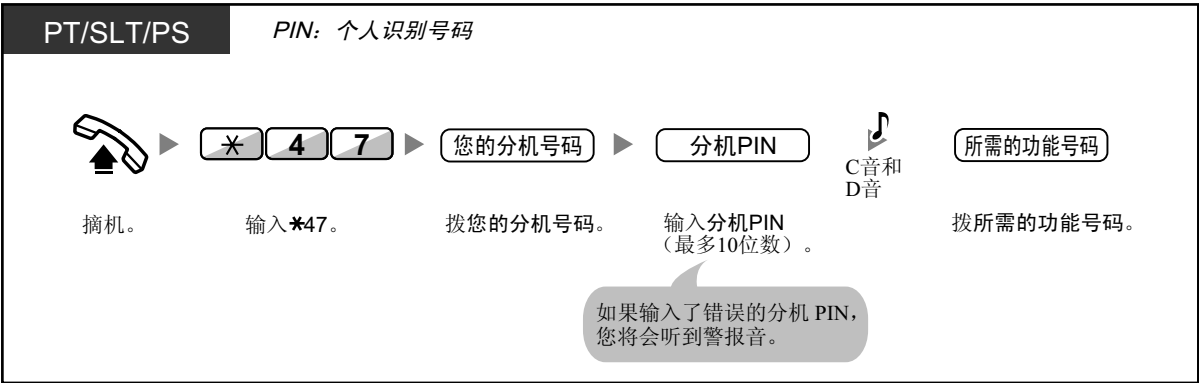 PT/SLT/PS
PIN：个人识别号码
* 4 7
您的分机号码
分机PIN
C音和
D音
所需的功能号码
摘机。
输入*47。
拨您的分机号码。
输入分机PIN
（最多10位数）。
拨所需的功能号码。
如果输入了错误的分机 PIN，
您将会听到警报音。